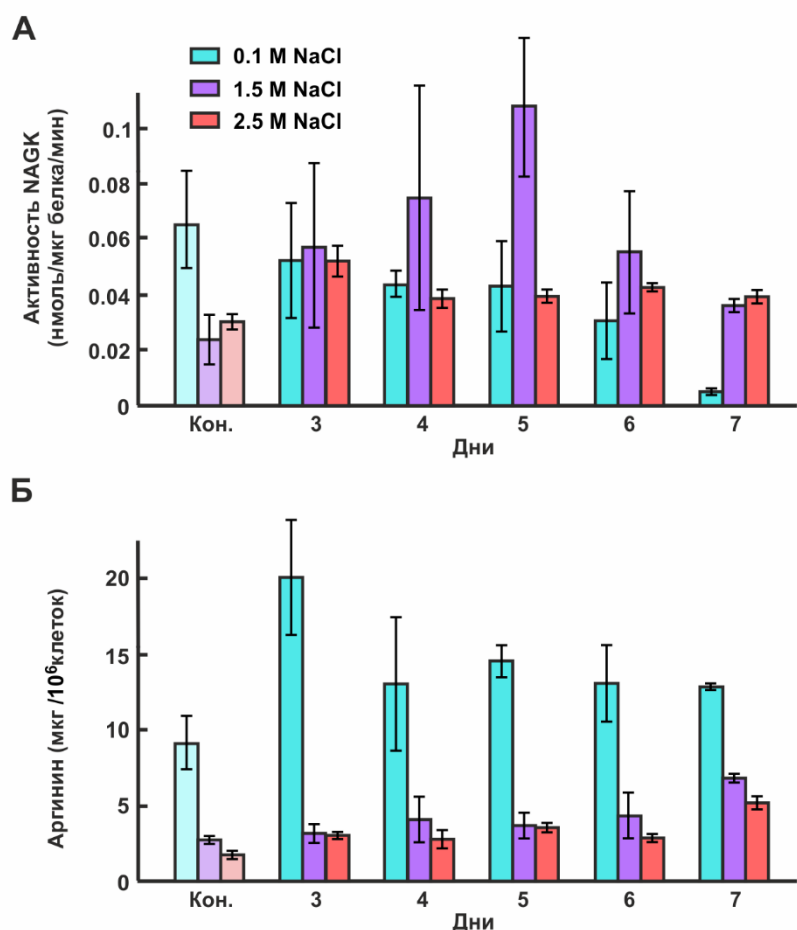 А
0.1 M NaCl
1.5 M NaCl
2.5 M NaCl
Активность NAGK
(нмоль/мкг белка/мин)
0.1
0.08
0.06
0.04
0.02
0
Кон. 3 4 5 6 7
Дни
Б
Аргинин (мкг /10⁶клеток)
20
15
10
5
0
Кон. 3 4 5 6 7
Дни